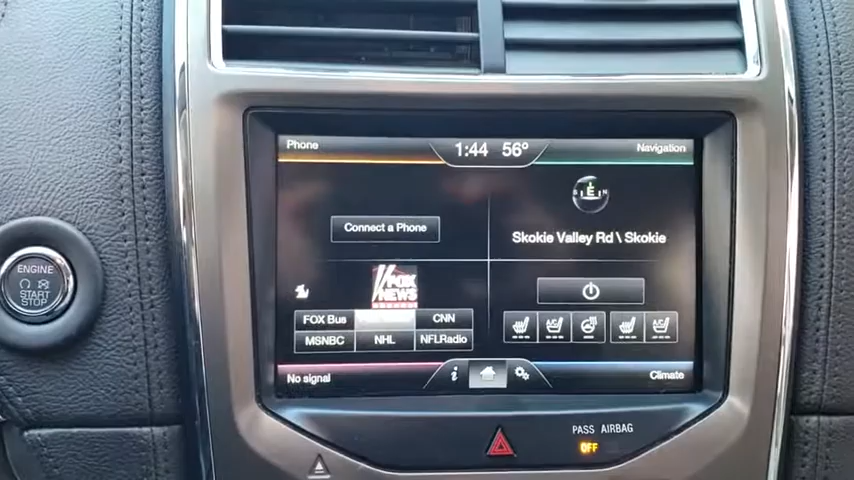 Phone
1:44 56°
Navigation
S E N
Connect a Phone
Skokie Valley Rd \ Skokie
ENGINE
START
STOP
FOX
NEWS
FOX Bus
CNN
MSNBC
NHL
NFLRadio
A/C
A/C
No signal
i
Climate
PASS AIRBAG
OFF